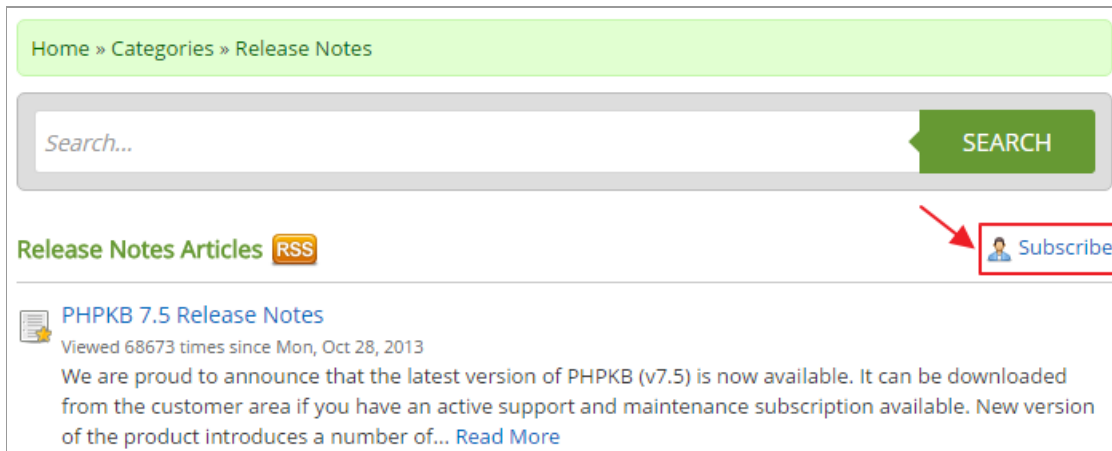 Home » Categories » Release Notes
Search...
SEARCH
Release Notes Articles RSS
Subscribe
PHPKB 7.5 Release Notes
Viewed 68673 times since Mon, Oct 28, 2013
We are proud to announce that the latest version of PHPKB (v7.5) is now available. It can be downloaded
from the customer area if you have an active support and maintenance subscription available. New version
of the product introduces a number of... Read More